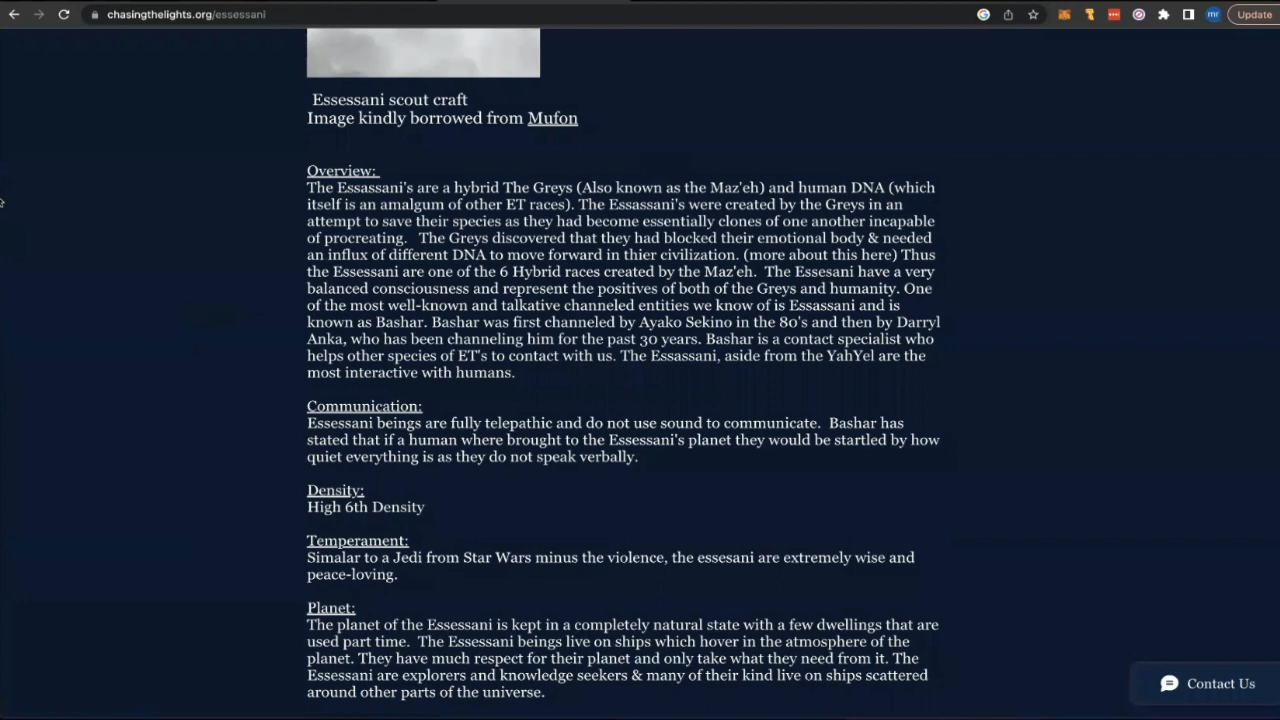 chasingthelights.org/essessani
mr
Update
Essessani scout craft
Image kindly borrowed from Mufon
Overview:
The Essassani's are a hybrid The Greys (Also known as the Maz'eh) and human DNA (which
itself is an amalgum of other ET races). The Essassani's were created by the Greys in an
attempt to save their species as they had become essentially clones of one another incapable
of procreating. The Greys discovered that they had blocked their emotional body & needed
an influx of different DNA to move forward in thier civilization. (more about this here) Thus
the Essessani are one of the 6 Hybrid races created by the Maz'eh. The Essesani have a very
balanced consciousness and represent the positives of both of the Greys and humanity. One
of the most well-known and talkative channeled entities we know of is Essassani and is
known as Bashar. Bashar was first channeled by Ayako Sekino in the 80's and then by Darryl
Anka, who has been channeling him for the past 30 years. Bashar is a contact specialist who
helps other species of ET's to contact with us. The Essassani, aside from the YahYel are the
most interactive with humans.
Communication:
Essessani beings are fully telepathic and do not use sound to communicate. Bashar has
stated that if a human where brought to the Essessani's planet they would be startled by how
quiet everything is as they do not speak verbally.
Density:
High 6th Density
Temperament:
Simalar to a Jedi from Star Wars minus the violence, the essesani are extremely wise and
peace-loving.
Planet:
The planet of the Essessani is kept in a completely natural state with a few dwellings that are
used part time. The Essessani beings live on ships which hover in the atmosphere of the
planet. They have much respect for their planet and only take what they need from it. The
Essessani are explorers and knowledge seekers & many of their kind live on ships scattered
around other parts of the universe.
Contact Us